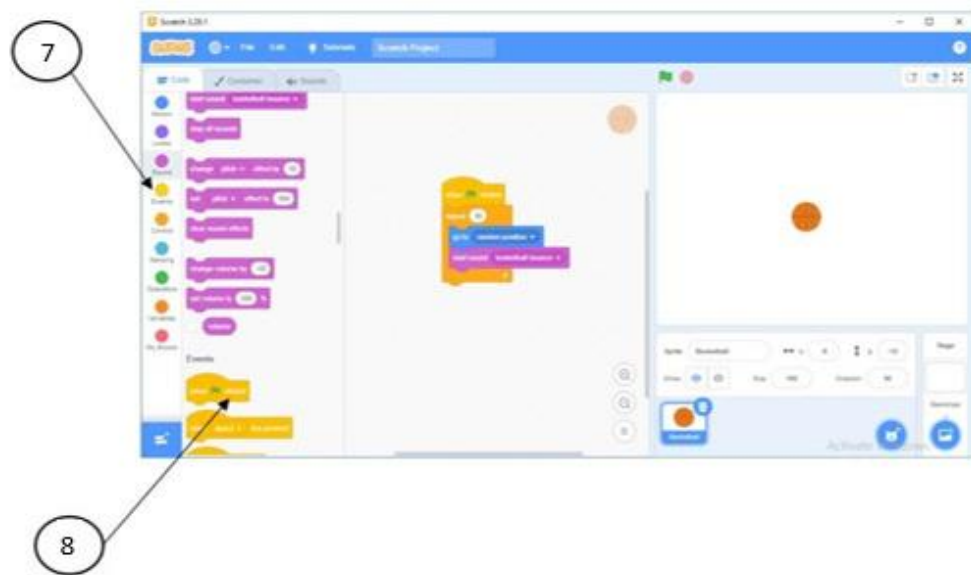 7
Scratch 3.29.1
SCRATCH
File Edit Tutorials Scratch Project
Code Costumes Sounds
Motion
Looks
Sound
Events
Control
Sensing
Operators
Variables
My Blocks
start sound basketball bounce
stop all sounds
change pitch effect by 10
set pitch effect to 100
clear sound effects
change volume by -10
set volume to 100 %
volume
Events
when clicked
when space key pressed
when clicked
repeat 10
go to random position
start sound basketball bounce
Sprite Basketball x y
Show Size 100 Direction 90
Basketball
Stage
Backdrops
Activate Windows
8